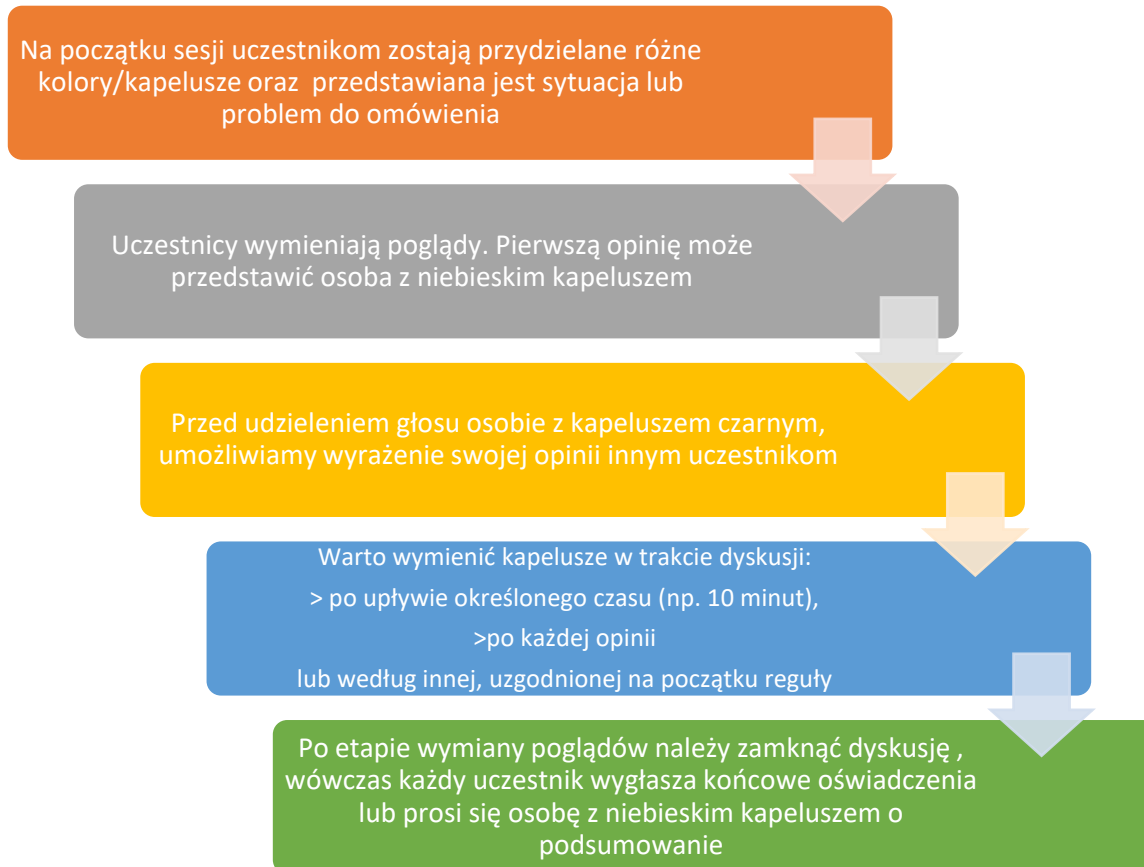 Na początku sesji uczestnikom zostają przydzielane różne
kolory/kapelusze oraz  przedstawiana jest sytuacja lub
problem do omówienia
Uczestnicy wymieniają poglądy. Pierwszą opinię może
przedstawić osoba z niebieskim kapeluszem
Przed udzieleniem głosu osobie z kapeluszem czarnym,
umożliwiamy wyrażenie swojej opinii innym uczestnikom
Warto wymienić kapelusze w trakcie dyskusji:
> po upływie określonego czasu (np. 10 minut),
>po każdej opinii
lub według innej, uzgodnionej na początku reguły
Po etapie wymiany poglądów należy zamknąć dyskusję ,
wówczas każdy uczestnik wygłasza końcowe oświadczenia
lub prosi się osobę z niebieskim kapeluszem o
podsumowanie